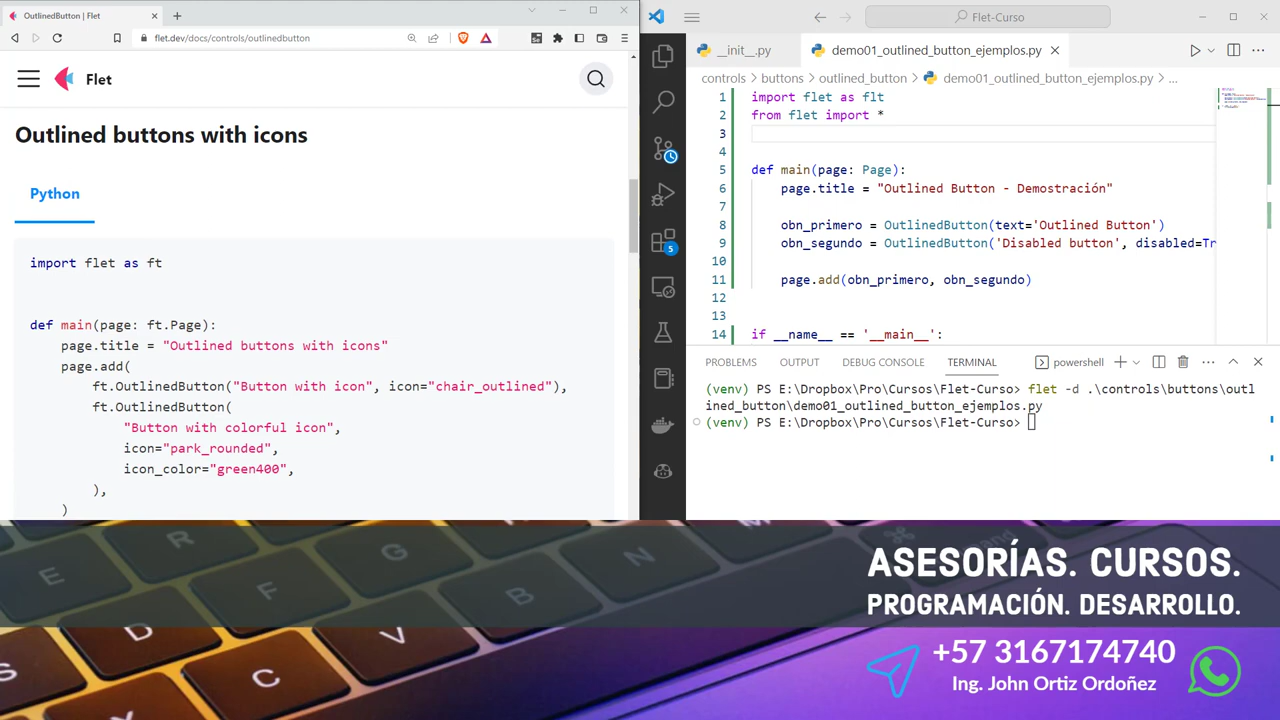 OutlinedButton | Flet
flet.dev/docs/controls/outlinedbutton
Flet
Outlined buttons with icons
Python
import flet as ft
def main(page: ft.Page):
page.title = "Outlined buttons with icons"
page.add(
ft.OutlinedButton("Button with icon", icon="chair_outlined"),
ft.OutlinedButton(
"Button with colorful icon",
icon="park_rounded",
icon_color="green400",
),
)
Flet-Curso
__init__.py
demo01_outlined_button_ejemplos.py
controls > buttons > outlined_button > demo01_outlined_button_ejemplos.py > ...
1 import flet as flt
2 from flet import *
3
4
5 def main(page: Page):
6 page.title = "Outlined Button - Demostración"
7
8 obn_primero = OutlinedButton(text='Outlined Button')
9 obn_segundo = OutlinedButton('Disabled button', disabled=Tr
10
11 page.add(obn_primero, obn_segundo)
12
13
14 if __name__ == '__main__':
5
PROBLEMS OUTPUT DEBUG CONSOLE TERMINAL powershell
(venv) PS E:\Dropbox\Pro\Cursos\Flet-Curso> flet -d .\controls\buttons\outl
ined_button\demo01_outlined_button_ejemplos.py
(venv) PS E:\Dropbox\Pro\Cursos\Flet-Curso>
ASESORÍAS. CURSOS.
PROGRAMACIÓN. DESARROLLO.
+57 3167174740
Ing. John Ortiz Ordoñez
E R F G H B N D C V